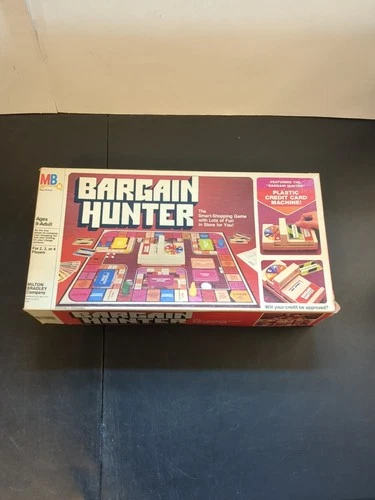 MB
BARGAIN
HUNTER
The
Smart-Shopping Game
with Lots of Fun
in Store for You!
FEATURING THE
"BARGAIN HUNTER"
PLASTIC
CREDIT CARD
MACHINE!
Ages
8-Adult
For 2, 3, or 4
Players
MILTON
BRADLEY
Company
Will your credit be approved?
BARGAIN
HUNTER